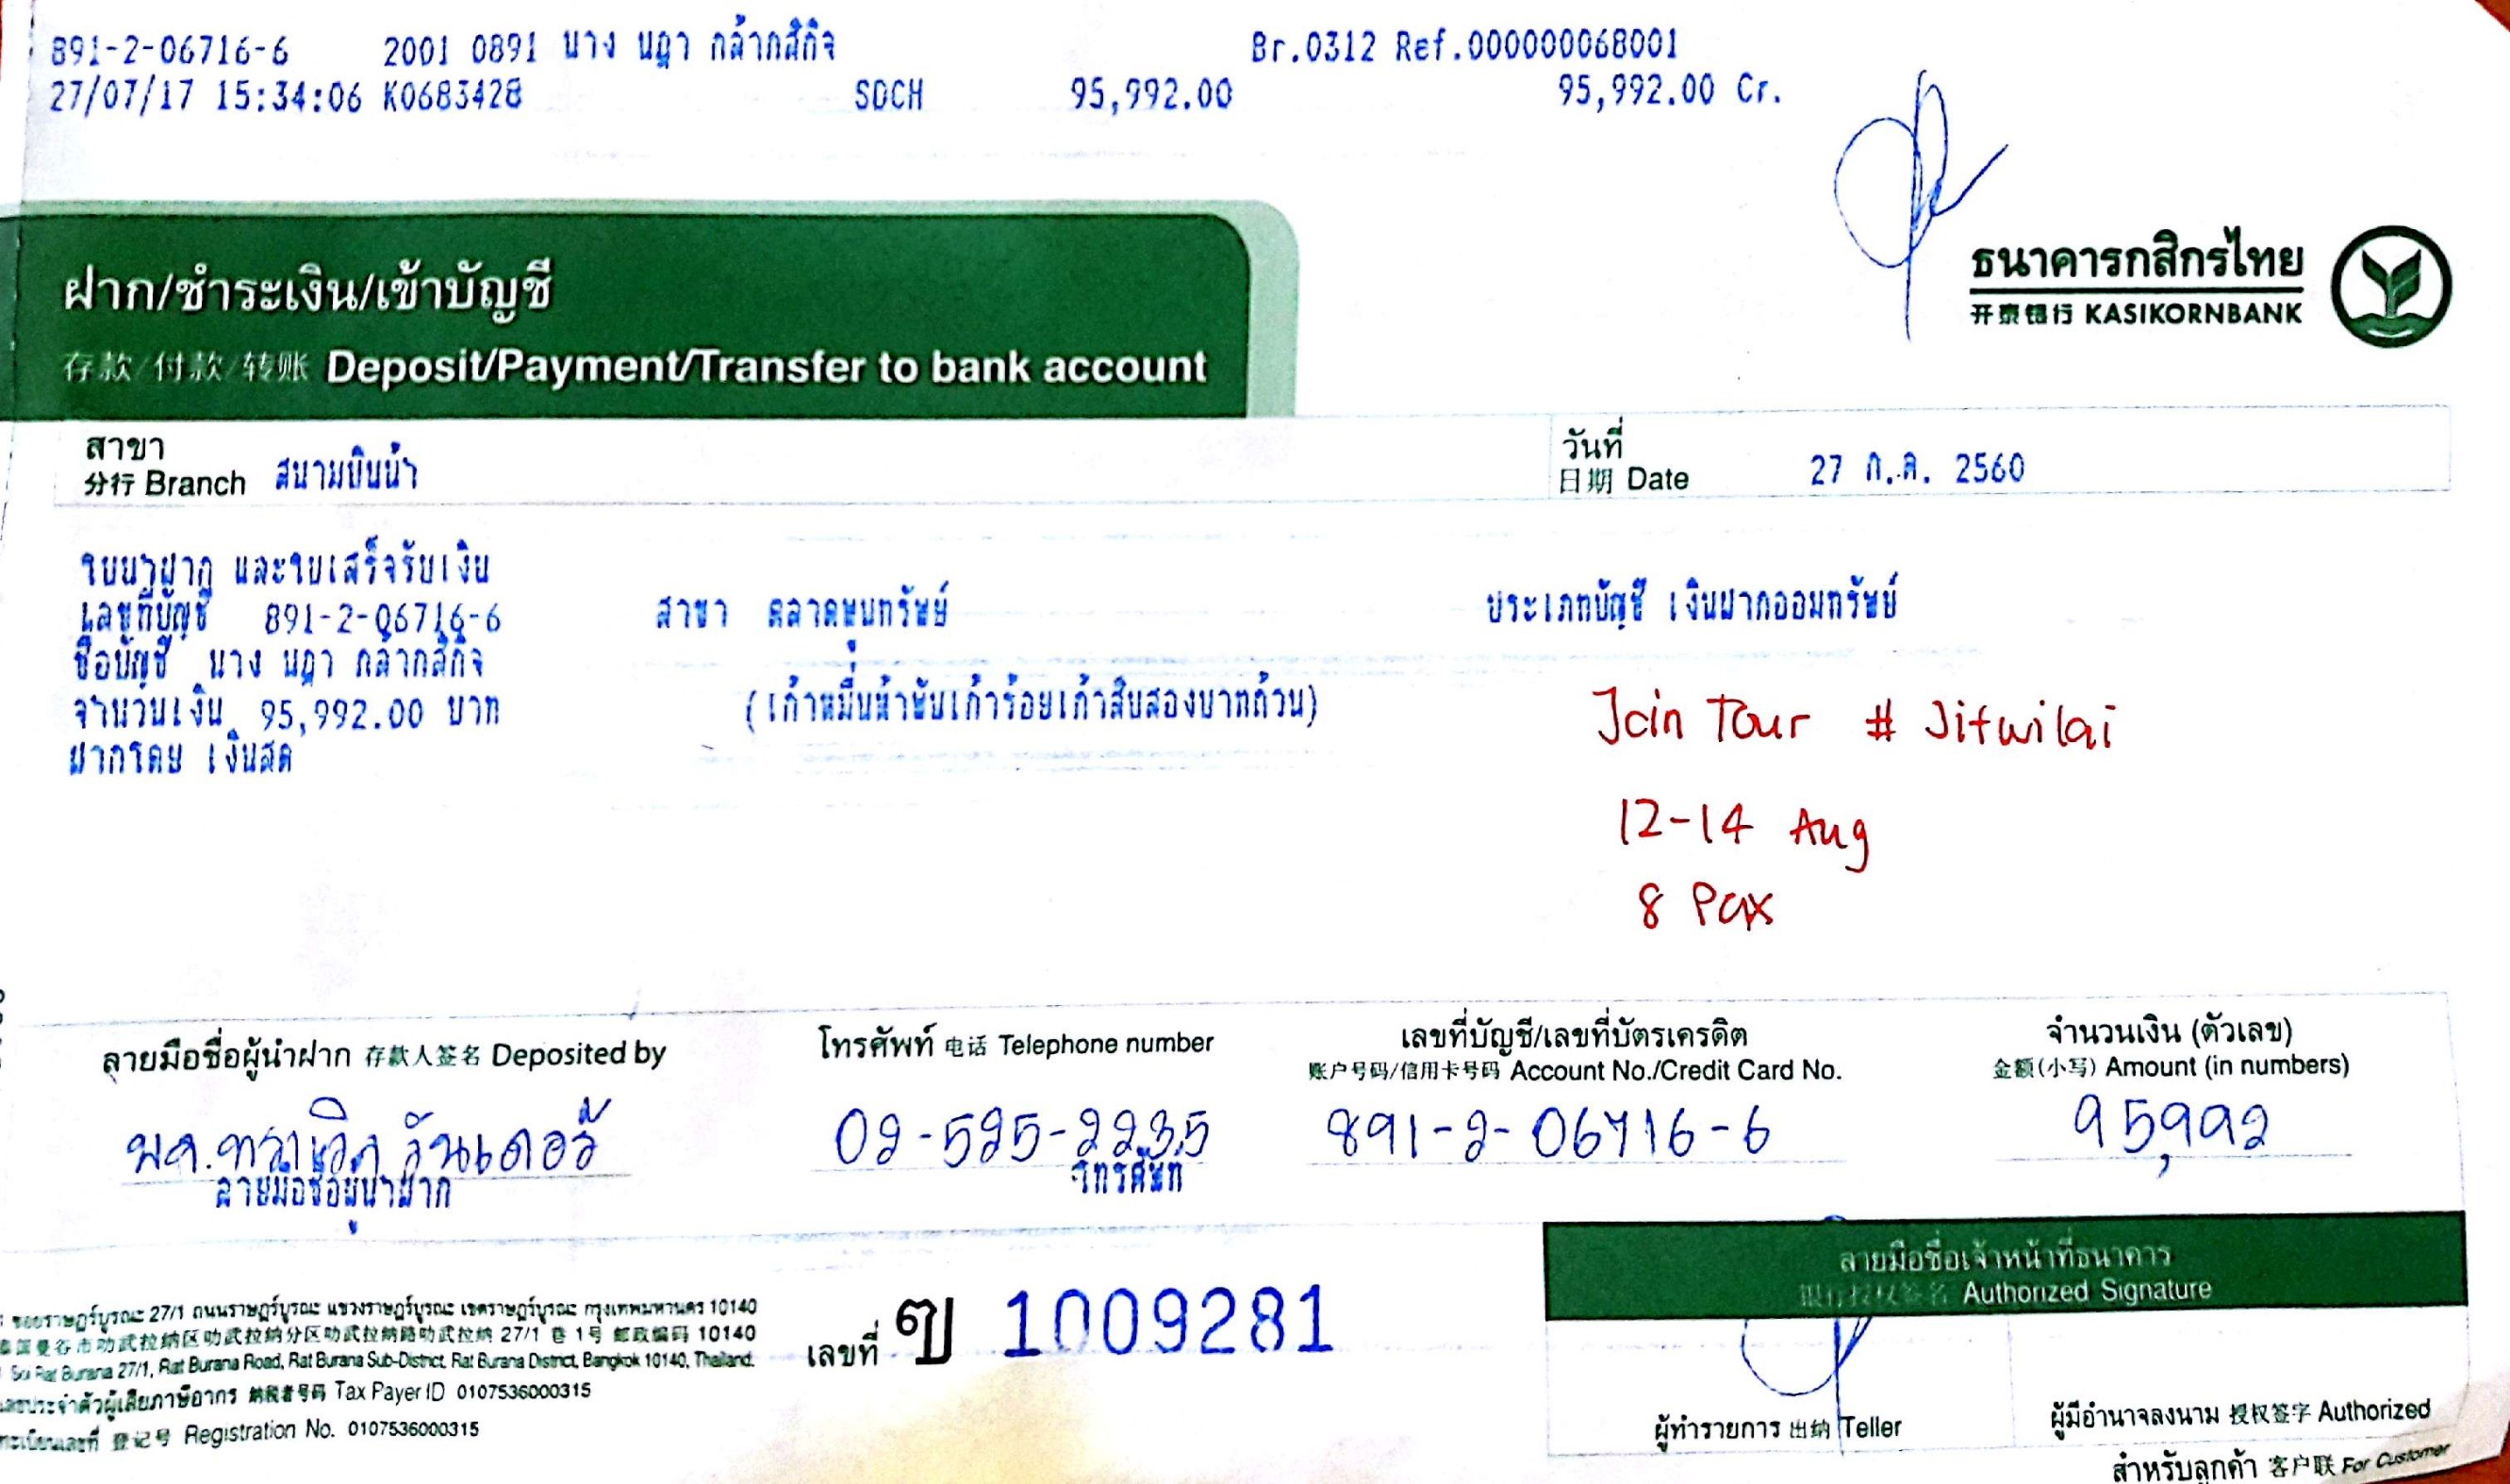 891-2-06716-6 2001 0891 นาง นฎา กล้ากสิกิจ Br.0312 Ref.000000068001
27/07/17 15:34:06 K0683428 SDCH 95,992.00 95,992.00 Cr.
ธนาคารกสิกรไทย
开泰银行 KASIKORNBANK
ฝาก/ชำระเงิน/เข้าบัญชี
存款/付款/转账 Deposit/Payment/Transfer to bank account
สาขา
分行 Branch สนามบินน้ำ
วันที่
日期 Date 27 ก.ค. 2560
ใบนำฝาก และใบเสร็จรับเงิน
เลขที่บัญชี 891-2-06716-6 สาขา ตลาดพูนทรัพย์ ประเภทบัญชี เงินฝากออมทรัพย์
ชื่อบัญชี นาง นฎา กล้ากสิกิจ
จำนวนเงิน 95,992.00 บาท (เก้าหมื่นห้าพันเก้าร้อยเก้าสิบสองบาทถ้วน)
ฝากโดย เงินสด
Join Tour # Jitwilai
12-14 Aug
8 Pax
ลายมือชื่อผู้นำฝาก 存款人签名 Deposited by
โทรศัพท์ 电话 Telephone number
เลขที่บัญชี/เลขที่บัตรเครดิต
账户号码/信用卡号码 Account No./Credit Card No.
จำนวนเงิน (ตัวเลข)
金额(小写) Amount (in numbers)
02-525-2235 891-2-06716-6 95,992
ลายมือชื่อผู้นำฝาก โทรศัพท์
ลายมือชื่อเจ้าหน้าที่ธนาคาร
银行授权签名 Authorized Signature
ซอยราษฎร์บูรณะ 27/1 ถนนราษฎร์บูรณะ แขวงราษฎร์บูรณะ เขตราษฎร์บูรณะ กรุงเทพมหานคร 10140
泰国曼谷市叻武拉纳区叻武拉纳分区叻武拉纳路叻武拉纳 27/1 巷 1号 邮政编码 10140
Soi Rat Burana 27/1, Rat Burana Road, Rat Burana Sub-District, Rat Burana District, Bangkok 10140, Thailand.
เลขประจำตัวผู้เสียภาษีอากร 纳税者号码 Tax Payer ID 0107536000315
ทะเบียนเลขที่ 登记号 Registration No. 0107536000315
เลขที่ ฃ 1009281
ผู้ทำรายการ 出纳 Teller
ผู้มีอำนาจลงนาม 授权签字 Authorized
สำหรับลูกค้า 客户联 For Customer